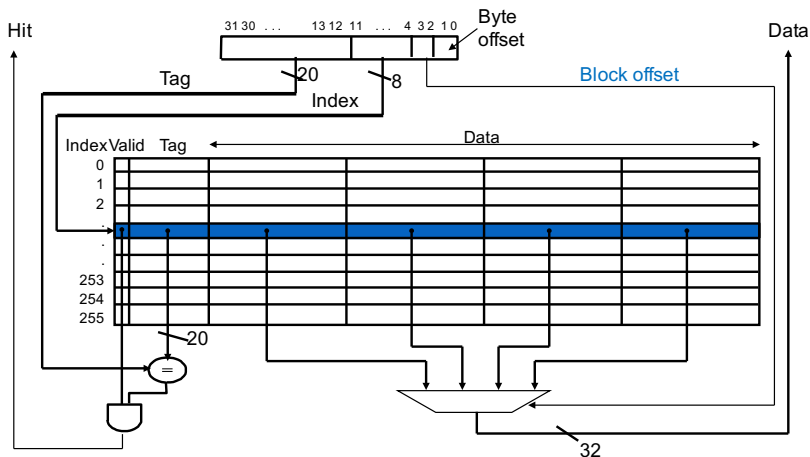 Hit
31 30 . . . 13 12 11 ... 4 3 2 1 0
Byte
offset
Data
Tag
20
8
Block offset
Index
Index Valid Tag
Data
0
1
2
.
.
.
253
254
255
20
=
32